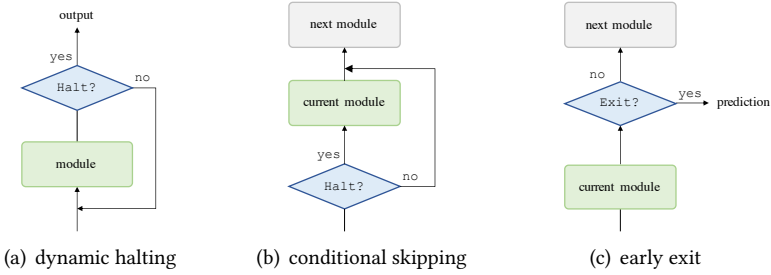 output
yes
no
Halt?
module
(a) dynamic halting
next module
current module
yes
no
Halt?
(b) conditional skipping
next module
no
Exit?
yes
prediction
current module
(c) early exit